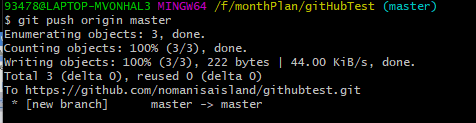 93478@LAPTOP-MVONHAL3 MINGW64 /f/monthPlan/gitHubTest (master)
$ git push origin master
Enumerating objects: 3, done.
Counting objects: 100% (3/3), done.
Writing objects: 100% (3/3), 222 bytes | 44.00 KiB/s, done.
Total 3 (delta 0), reused 0 (delta 0)
To https://github.com/nomanisaisland/githubtest.git
 * [new branch]      master -> master